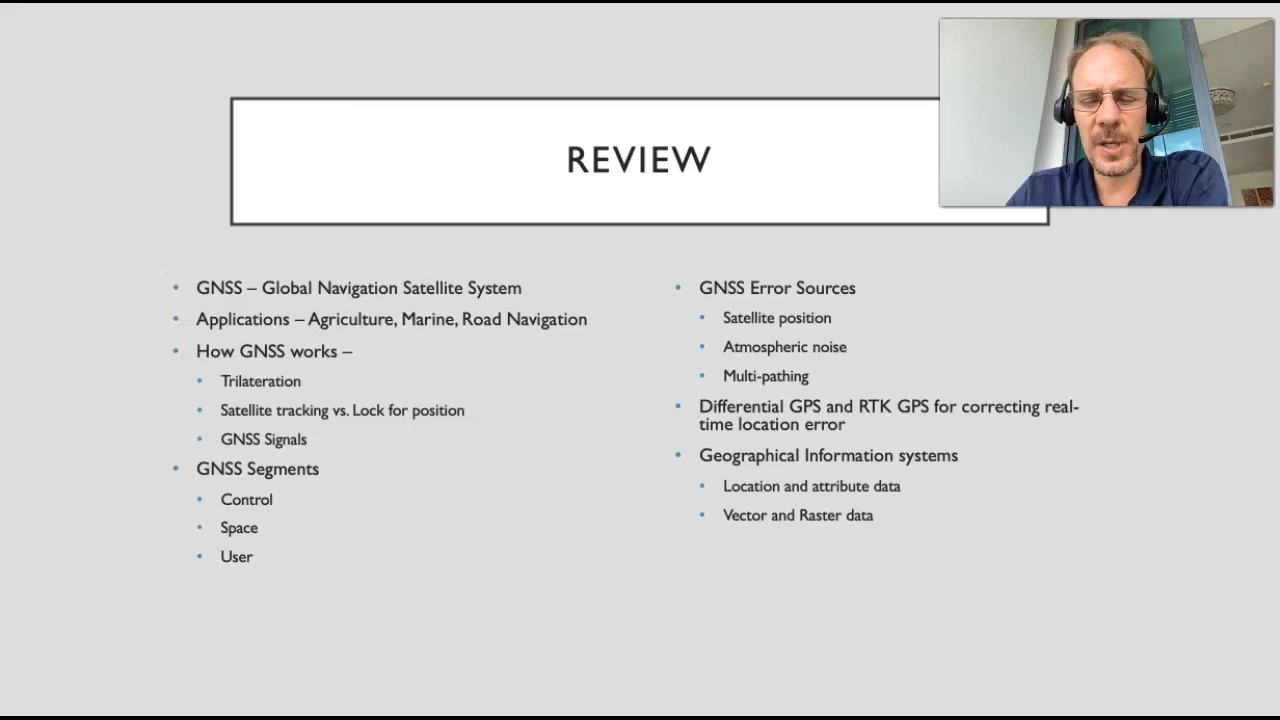 REVIEW
GNSS – Global Navigation Satellite System
Applications – Agriculture, Marine, Road Navigation
How GNSS works –
Trilateration
Satellite tracking vs. Lock for position
GNSS Signals
GNSS Segments
Control
Space
User
GNSS Error Sources
Satellite position
Atmospheric noise
Multi-pathing
Differential GPS and RTK GPS for correcting real-
time location error
Geographical Information systems
Location and attribute data
Vector and Raster data